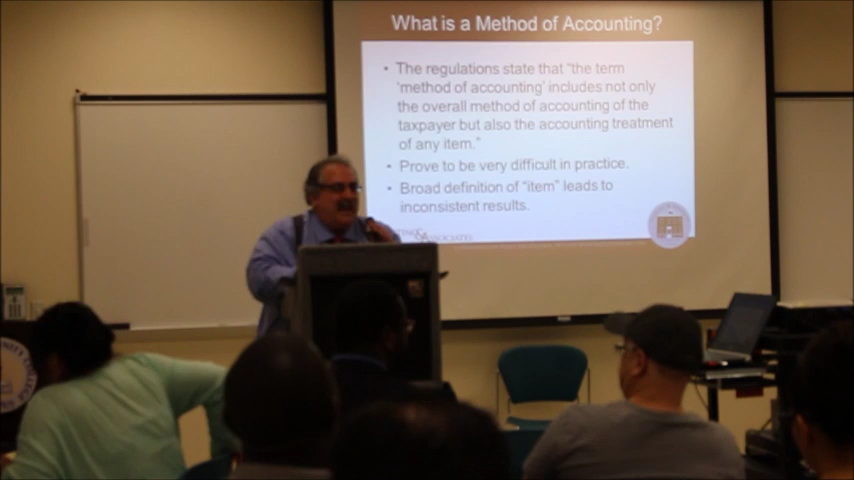 What is a Method of Accounting?
• The regulations state that “the term
‘method of accounting’ includes not only
the overall method of accounting of the
taxpayer but also the accounting treatment
of any item.”
• Prove to be very difficult in practice.
• Broad definition of “item” leads to
inconsistent results.
& ASSOCIATES